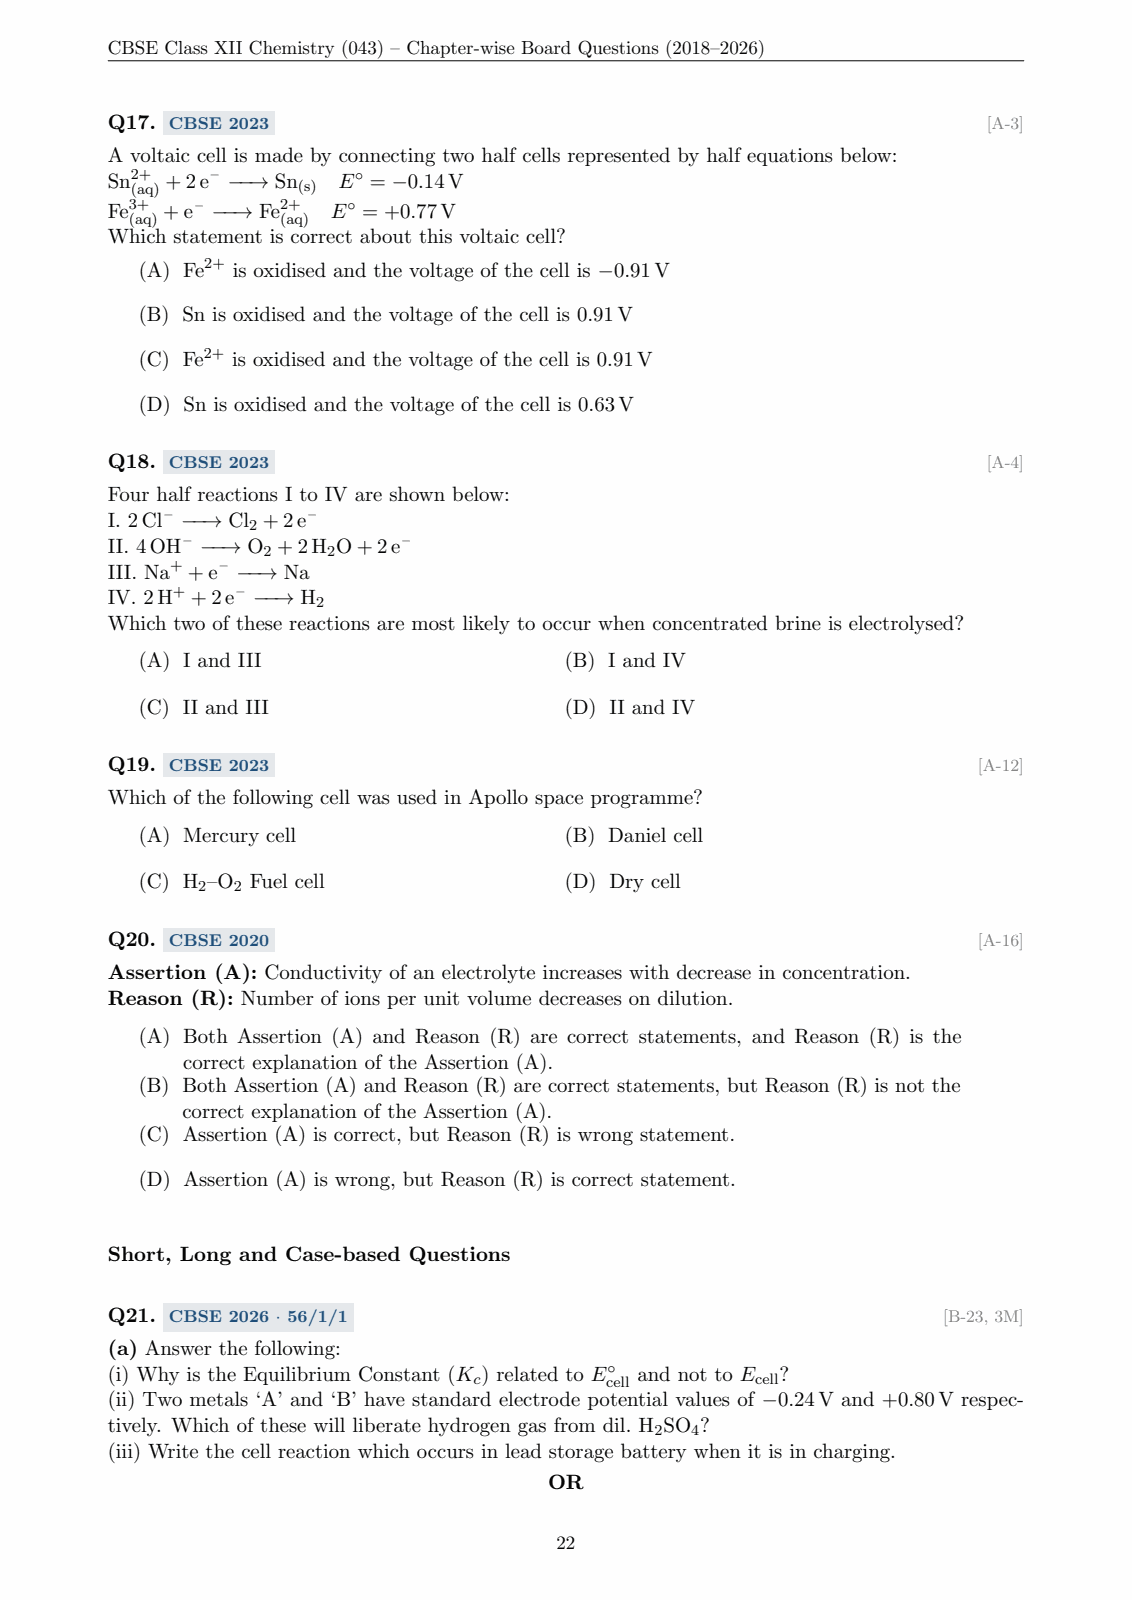 CBSE Class XII Chemistry (043) – Chapter-wise Board Questions (2018–2026)
Q17. CBSE 2023 [A-3]
A voltaic cell is made by connecting two half cells represented by half equations below:
Sn²⁺(aq) + 2 e⁻ ⟶ Sn(s) E° = −0.14 V
Fe³⁺(aq) + e⁻ ⟶ Fe²⁺(aq) E° = +0.77 V
Which statement is correct about this voltaic cell?
(A) Fe²⁺ is oxidised and the voltage of the cell is −0.91 V
(B) Sn is oxidised and the voltage of the cell is 0.91 V
(C) Fe²⁺ is oxidised and the voltage of the cell is 0.91 V
(D) Sn is oxidised and the voltage of the cell is 0.63 V
Q18. CBSE 2023 [A-4]
Four half reactions I to IV are shown below:
I. 2 Cl⁻ ⟶ Cl₂ + 2 e⁻
II. 4 OH⁻ ⟶ O₂ + 2 H₂O + 2 e⁻
III. Na⁺ + e⁻ ⟶ Na
IV. 2 H⁺ + 2 e⁻ ⟶ H₂
Which two of these reactions are most likely to occur when concentrated brine is electrolysed?
(A) I and III (B) I and IV
(C) II and III (D) II and IV
Q19. CBSE 2023 [A-12]
Which of the following cell was used in Apollo space programme?
(A) Mercury cell (B) Daniel cell
(C) H₂–O₂ Fuel cell (D) Dry cell
Q20. CBSE 2020 [A-16]
Assertion (A): Conductivity of an electrolyte increases with decrease in concentration.
Reason (R): Number of ions per unit volume decreases on dilution.
(A) Both Assertion (A) and Reason (R) are correct statements, and Reason (R) is the
correct explanation of the Assertion (A).
(B) Both Assertion (A) and Reason (R) are correct statements, but Reason (R) is not the
correct explanation of the Assertion (A).
(C) Assertion (A) is correct, but Reason (R) is wrong statement.
(D) Assertion (A) is wrong, but Reason (R) is correct statement.
Short, Long and Case-based Questions
Q21. CBSE 2026 · 56/1/1 [B-23, 3M]
(a) Answer the following:
(i) Why is the Equilibrium Constant (K_c) related to E°cell and not to Ecell?
(ii) Two metals ‘A’ and ‘B’ have standard electrode potential values of −0.24 V and +0.80 V respec-
tively. Which of these will liberate hydrogen gas from dil. H₂SO₄?
(iii) Write the cell reaction which occurs in lead storage battery when it is in charging.
OR
22